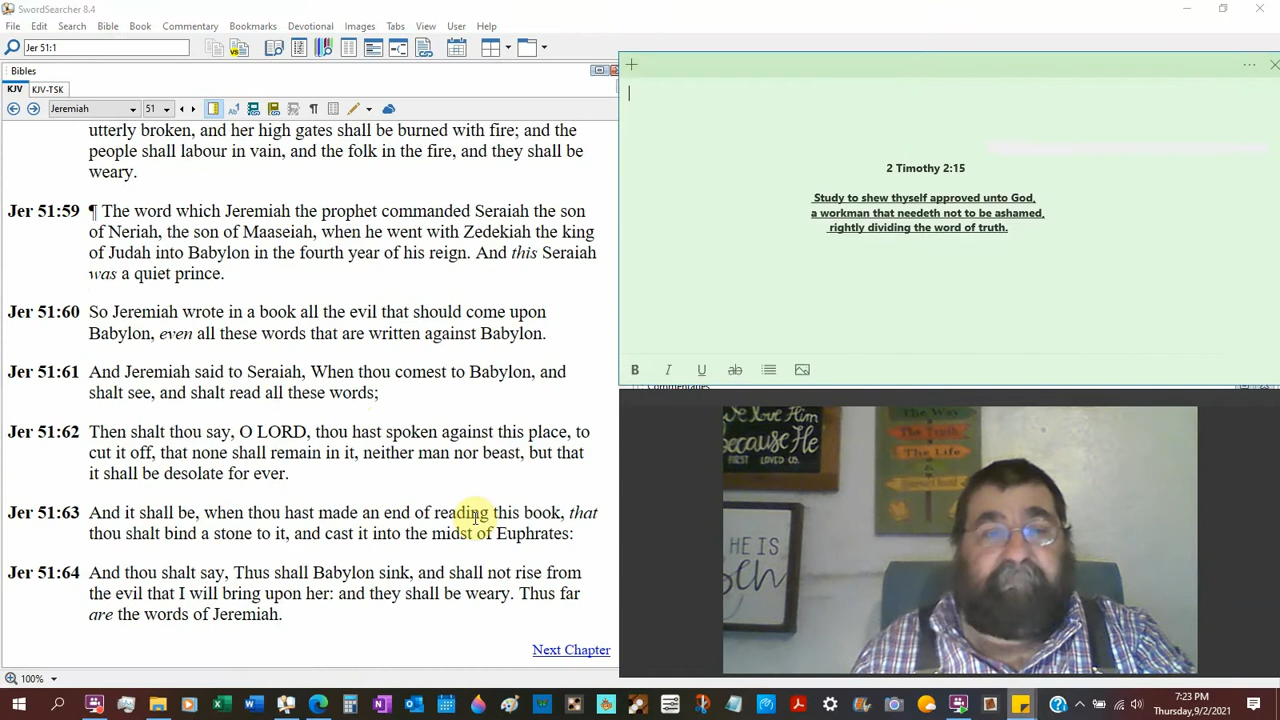 SwordSearcher 8.4
File Edit Search Bible Book Commentary Bookmarks Devotional Images Tabs View User Help
Jer 51:1
VS
Bibles
KJV KJV-TSK
Jeremiah 51
utterly broken, and her high gates shall be burned with fire; and the
people shall labour in vain, and the folk in the fire, and they shall be
weary.
Jer 51:59 ¶ The word which Jeremiah the prophet commanded Seraiah the son
of Neriah, the son of Maaseiah, when he went with Zedekiah the king
of Judah into Babylon in the fourth year of his reign. And this Seraiah
was a quiet prince.
Jer 51:60 So Jeremiah wrote in a book all the evil that should come upon
Babylon, even all these words that are written against Babylon.
Jer 51:61 And Jeremiah said to Seraiah, When thou comest to Babylon, and
shalt see, and shalt read all these words;
Jer 51:62 Then shalt thou say, O LORD, thou hast spoken against this place, to
cut it off, that none shall remain in it, neither man nor beast, but that
it shall be desolate for ever.
Jer 51:63 And it shall be, when thou hast made an end of reading this book, that
thou shalt bind a stone to it, and cast it into the midst of Euphrates:
Jer 51:64 And thou shalt say, Thus shall Babylon sink, and shall not rise from
the evil that I will bring upon her: and they shall be weary. Thus far
are the words of Jeremiah.
Next Chapter
100%
2 Timothy 2:15
Study to shew thyself approved unto God,
a workman that needeth not to be ashamed,
rightly dividing the word of truth.
B I U ab
We love Him
because He
FIRST LOVED US.
The Way
The Truth
The Life
HE IS
7:23 PM
Thursday,9/2/2021